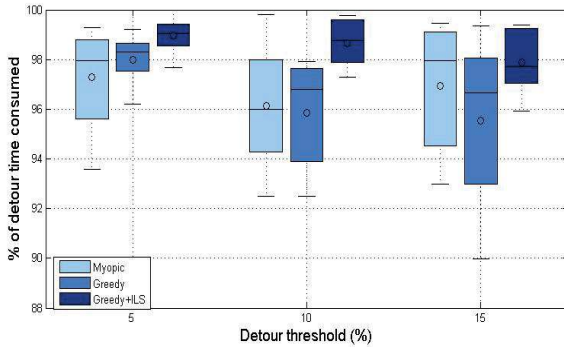 100
98
96
94
92
90
88
% of detour time consumed
Myopic
Greedy
Greedy+ILS
5
10
15
Detour threshold (%)